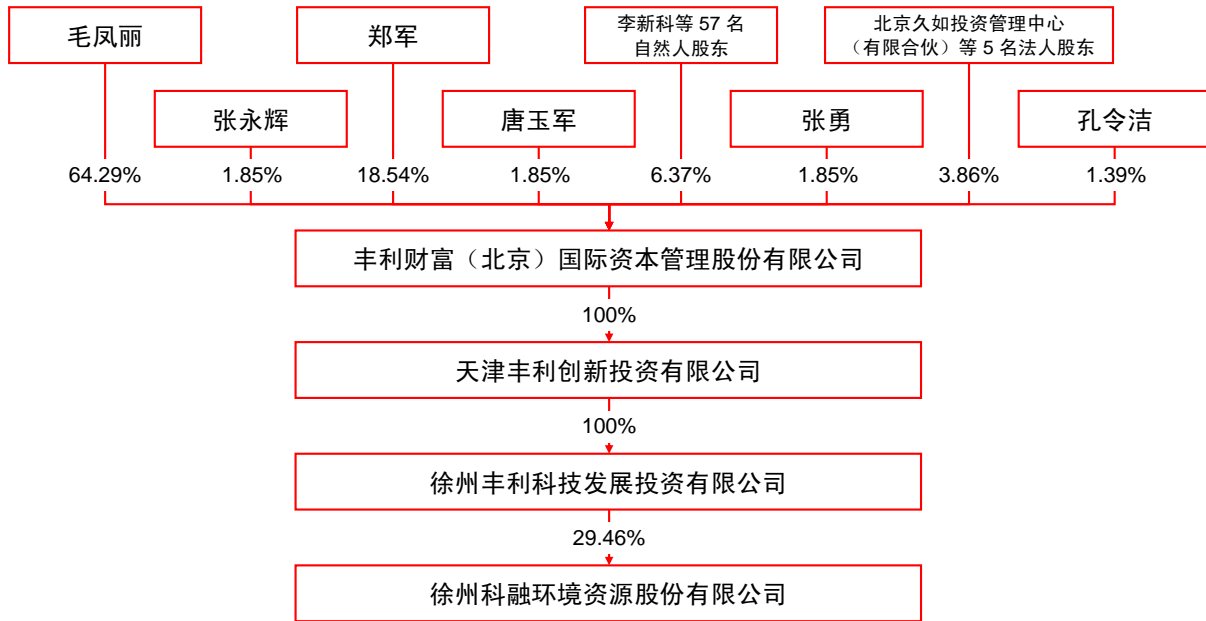 毛凤丽
郑军
李新科等 57 名
自然人股东
北京久如投资管理中心
（有限合伙）等 5 名法人股东
张永辉
唐玉军
张勇
孔令洁
64.29%
1.85%
18.54%
1.85%
6.37%
1.85%
3.86%
1.39%
丰利财富（北京）国际资本管理股份有限公司
100%
天津丰利创新投资有限公司
100%
徐州丰利科技发展投资有限公司
29.46%
徐州科融环境资源股份有限公司